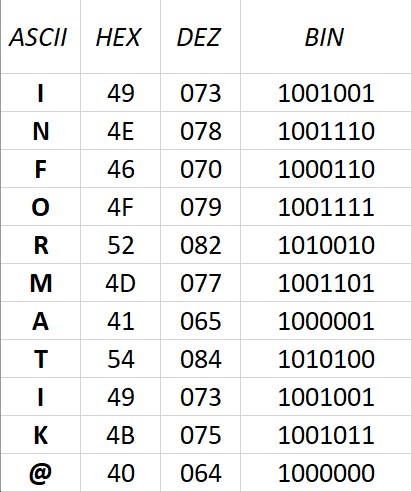 ASCII HEX DEZ BIN
I 49 073 1001001
N 4E 078 1001110
F 46 070 1000110
O 4F 079 1001111
R 52 082 1010010
M 4D 077 1001101
A 41 065 1000001
T 54 084 1010100
I 49 073 1001001
K 4B 075 1001011
@ 40 064 1000000